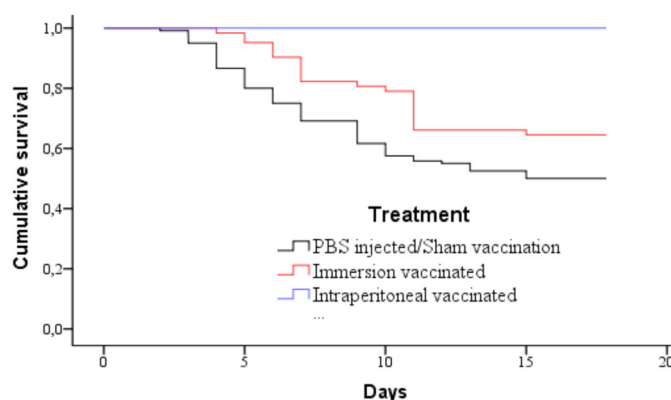 1,0
0,8
0,6
0,4
0,2
0,0
Cumulative survival
Treatment
PBS injected/Sham vaccination
Immersion vaccinated
Intraperitoneal vaccinated
...
0 5 10 15 20
Days